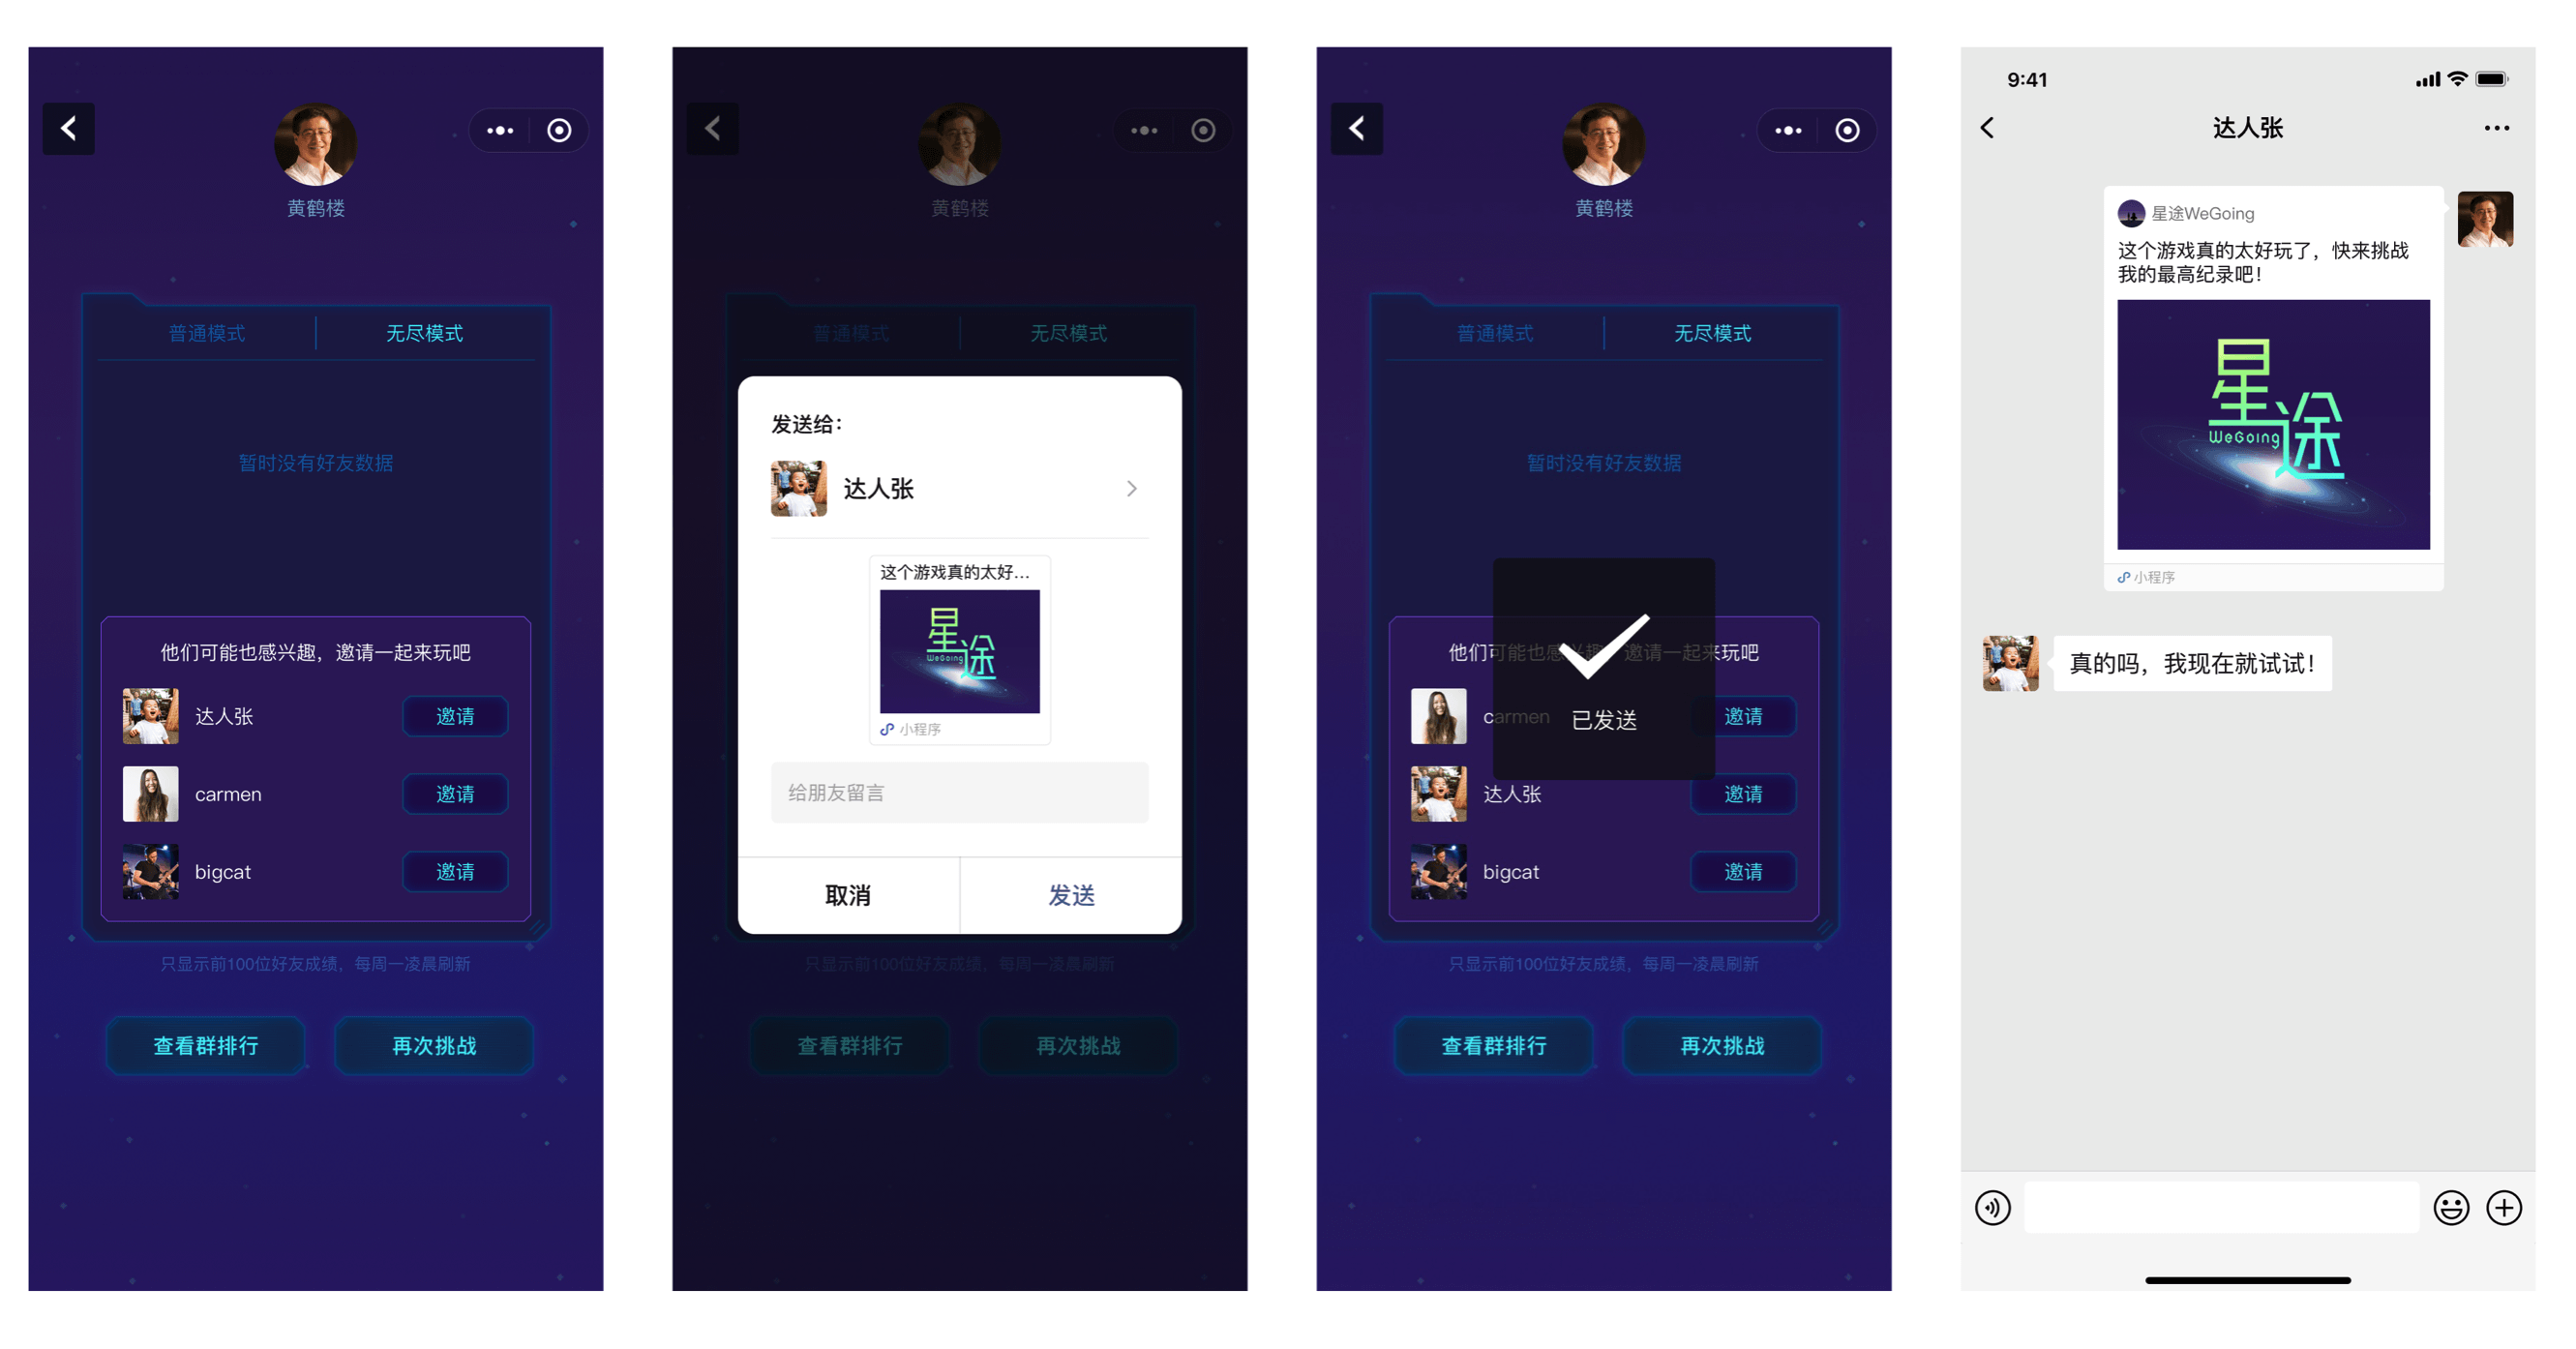 黄鹤楼
普通模式
无尽模式
暂时没有好友数据
他们可能也感兴趣，邀请一起来玩吧
达人张
邀请
carmen
邀请
bigcat
邀请
只显示前100位好友成绩，每周一凌晨刷新
查看群排行
再次挑战
黄鹤楼
普通模式
无尽模式
发送给：
达人张
这个游戏真的太好...
星途
WeGoing
小程序
给朋友留言
取消
发送
只显示前100位好友成绩，每周一凌晨刷新
查看群排行
再次挑战
黄鹤楼
普通模式
无尽模式
暂时没有好友数据
他们可能也感兴趣，邀请一起来玩吧
carmen
邀请
已发送
达人张
邀请
bigcat
邀请
只显示前100位好友成绩，每周一凌晨刷新
查看群排行
再次挑战
9:41
达人张
星途WeGoing
这个游戏真的太好玩了，快来挑战
我的最高纪录吧！
星途
WeGoing
小程序
真的吗，我现在就试试！